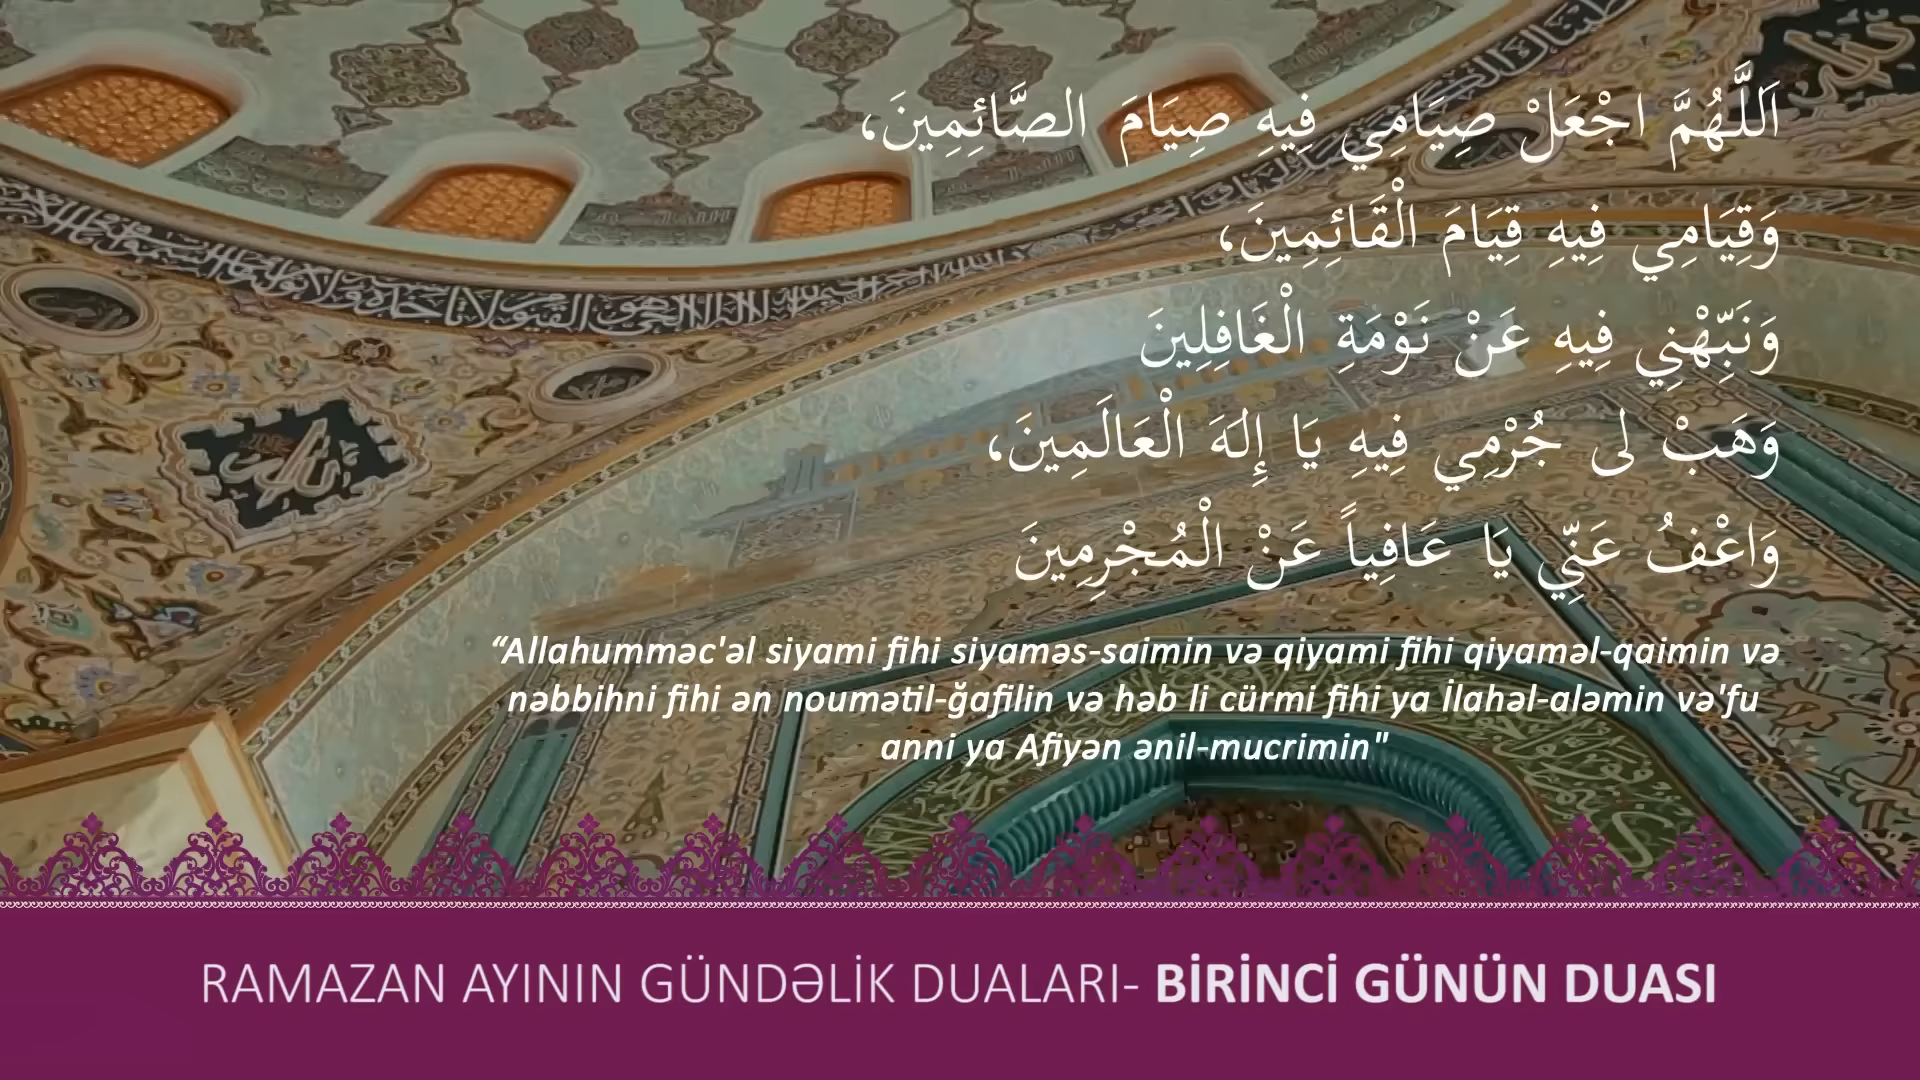 اَللَّهُمَّ اجْعَلْ صِيَامِي فِيهِ صِيَامَ الصَّائِمِينَ،
وَقِيَامِي فِيهِ قِيَامَ الْقَائِمِينَ،
وَنَبِّهْنِي فِيهِ عَنْ نَوْمَةِ الْغَافِلِينَ
وَهَبْ لى جُرْمِي فِيهِ يَا إِلهَ الْعَالَمِينَ،
وَاعْفُ عَنِّي يَا عَافِياً عَنْ الْمُجْرِمِينَ
“Allahumməc'əl siyami fihi siyaməs-saimin və qiyami fihi qiyaməl-qaimin və
nəbbihni fihi ən noumətil-ğafilin və həb li cürmi fihi ya İlahəl-aləmin və'fu
anni ya Afiyən ənil-mucrimin"
RAMAZAN AYININ GÜNDƏLİK DUALARI- BİRİNCİ GÜNÜN DUASI